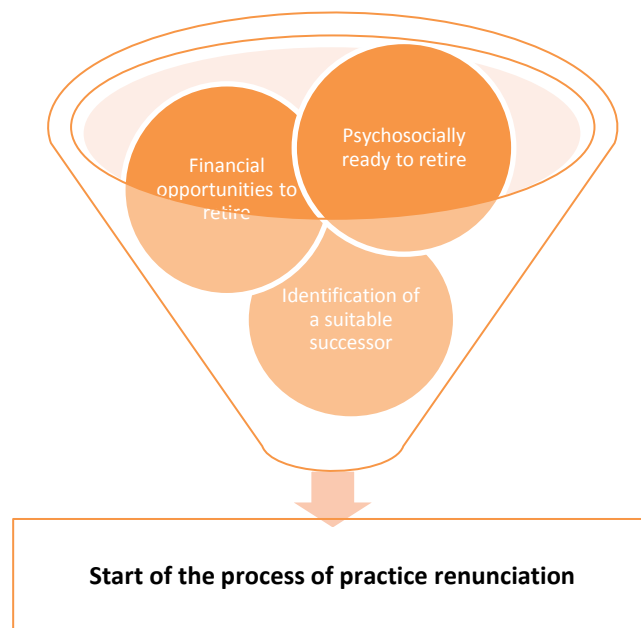 Psychosocially
ready to retire
Financial
opportunities to
retire
Identification of
a suitable
successor
Start of the process of practice renunciation